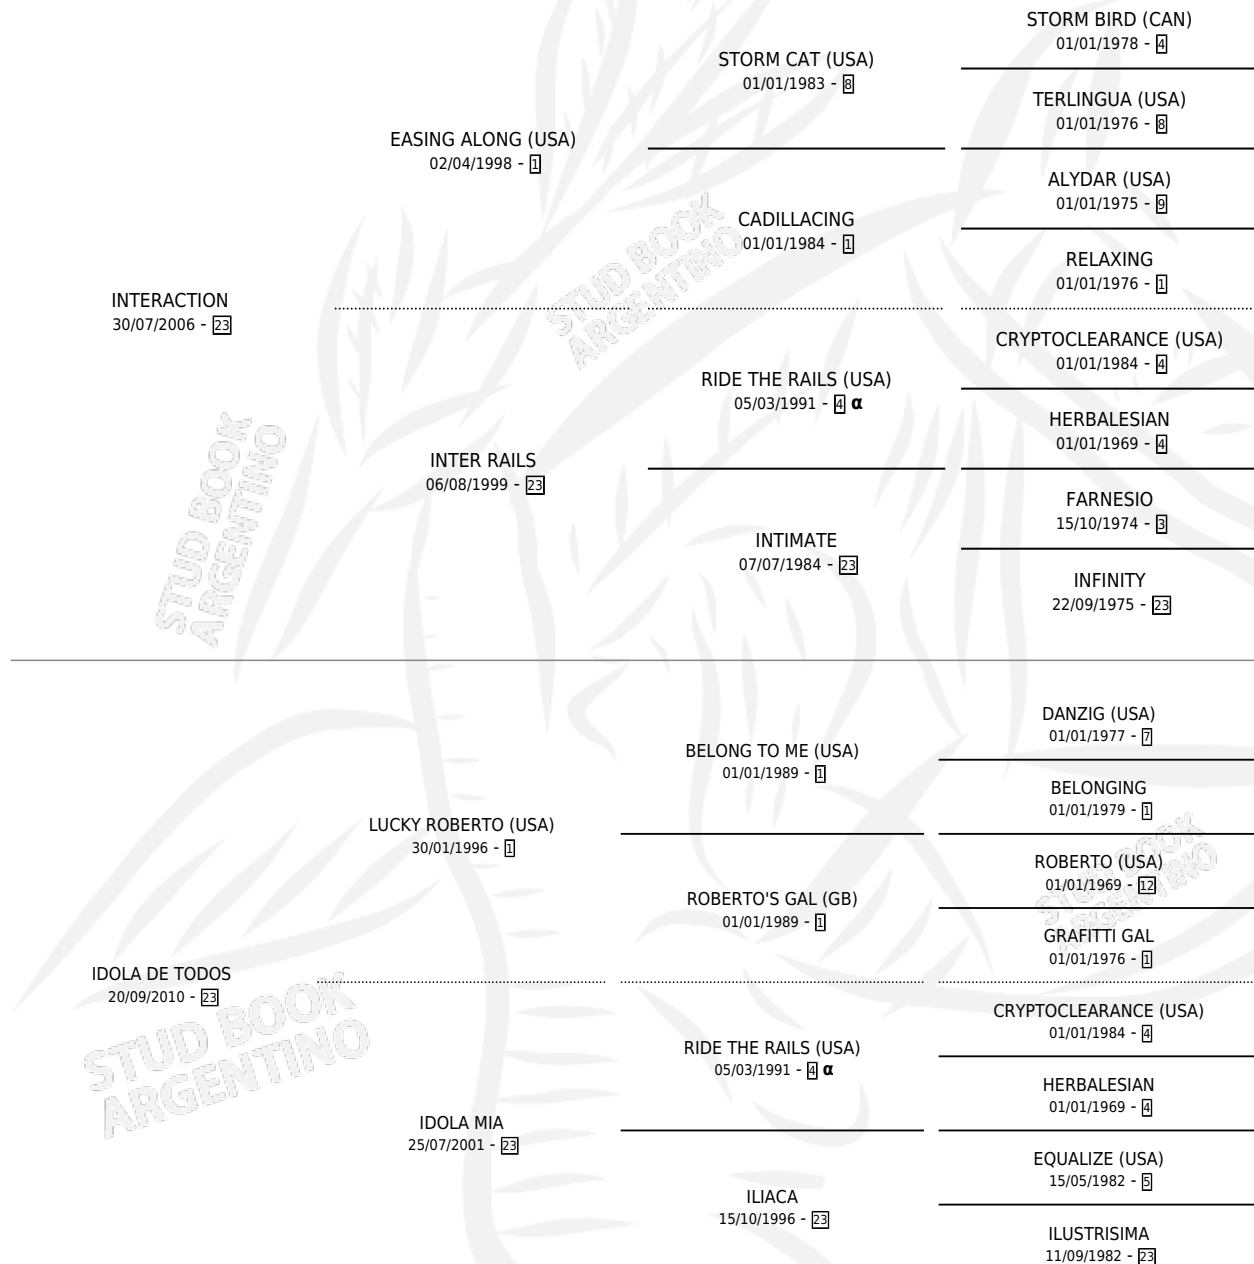 STORM BIRD (CAN)
01/01/1978 - 4
STORM CAT (USA)
01/01/1983 - 8
TERLINGUA (USA)
01/01/1976 - 8
EASING ALONG (USA)
02/04/1998 - 1
ALYDAR (USA)
01/01/1975 - 9
CADILLACING
01/01/1984 - 1
RELAXING
01/01/1976 - 1
INTERACTION
30/07/2006 - 23
CRYPTOCLEARANCE (USA)
01/01/1984 - 4
RIDE THE RAILS (USA)
05/03/1991 - 4 α
HERBALESIAN
01/01/1969 - 4
INTER RAILS
06/08/1999 - 23
FARNESIO
15/10/1974 - 3
INTIMATE
07/07/1984 - 23
INFINITY
22/09/1975 - 23
DANZIG (USA)
01/01/1977 - 7
BELONG TO ME (USA)
01/01/1989 - 1
BELONGING
01/01/1979 - 1
LUCKY ROBERTO (USA)
30/01/1996 - 1
ROBERTO (USA)
01/01/1969 - 12
ROBERTO'S GAL (GB)
01/01/1989 - 1
GRAFITTI GAL
01/01/1976 - 1
IDOLA DE TODOS
20/09/2010 - 23
CRYPTOCLEARANCE (USA)
01/01/1984 - 4
RIDE THE RAILS (USA)
05/03/1991 - 4 α
HERBALESIAN
01/01/1969 - 4
IDOLA MIA
25/07/2001 - 23
EQUALIZE (USA)
15/05/1982 - 5
ILIACA
15/10/1996 - 23
ILUSTRISIMA
11/09/1982 - 23
STUD BOOK
ARGENTINO
STUD BOOK
ARGENTINO
STUD BOOK
ARGENTINO
STUD BOOK
ARGENTINO